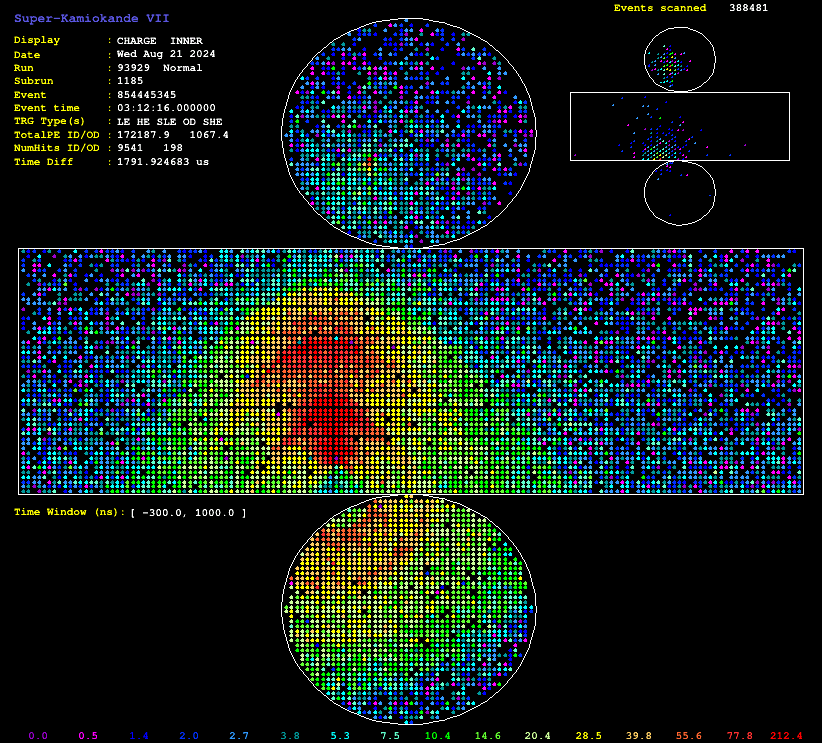 Super-Kamiokande VII
Events scanned 388481
Display : CHARGE INNER
Date : Wed Aug 21 2024
Run : 93929 Normal
Subrun : 1185
Event : 854445345
Event time : 03:12:16.000000
TRG Type(s) : LE HE SLE OD SHE
TotalPE ID/OD : 172187.9 1067.4
NumHits ID/OD : 9541 198
Time Diff : 1791.924683 us
Time Window (ns): [ -300.0, 1000.0 ]
0.0 0.5 1.4 2.0 2.7 3.8 5.3 7.5 10.4 14.6 20.4 28.5 39.8 55.6 77.8 212.4